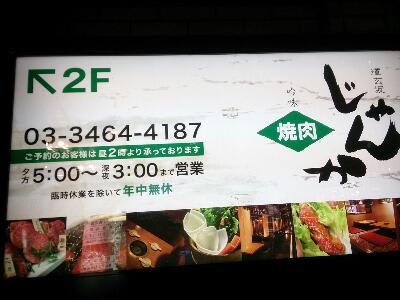 ↖2F
03-3464-4187
ご予約のお客様は昼2時より承っております
夕方5:00〜深夜3:00まで営業
臨時休業を除いて年中無休
焼肉
吟味
道玄坂
じゃんか